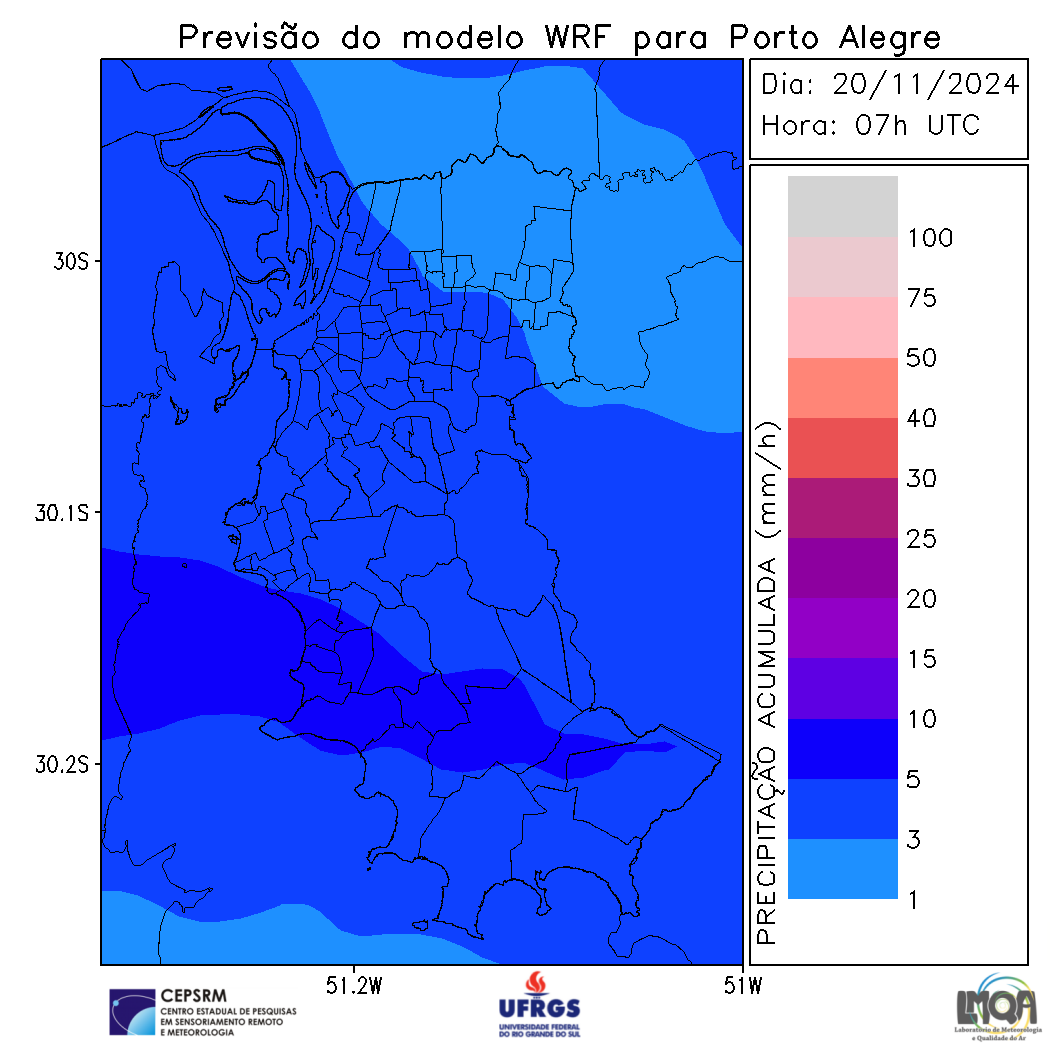 Previsão do modelo WRF para Porto Alegre
Dia: 20/11/2024
Hora: 07h UTC
30S
30.1S
30.2S
51.2W
51W
PRECIPITAÇÃO ACUMULADA (mm/h)
100
75
50
40
30
25
20
15
10
5
3
1
CEPSRM
CENTRO ESTADUAL DE PESQUISAS
EM SENSORIAMENTO REMOTO
E METEOROLOGIA
UFRGS
UNIVERSIDADE FEDERAL
DO RIO GRANDE DO SUL
LMQA
Laboratório de Meteorologia
e Qualidade do Ar